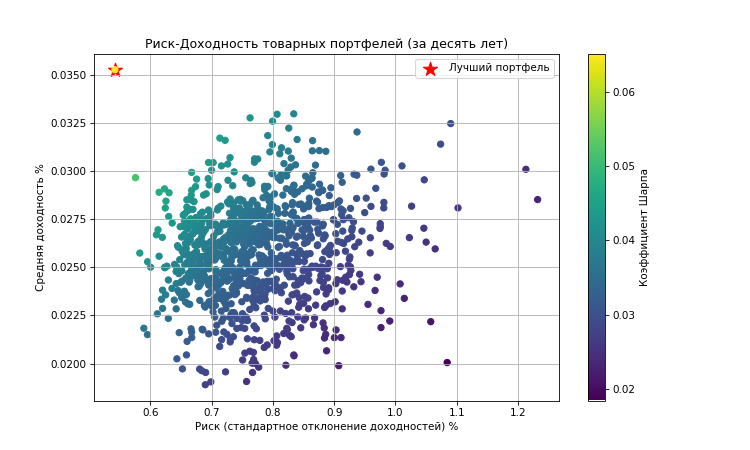 Риск-Доходность товарных портфелей (за десять лет)
Лучший портфель
Средняя доходность %
0.0350
0.0325
0.0300
0.0275
0.0250
0.0225
0.0200
0.6 0.7 0.8 0.9 1.0 1.1 1.2
Риск (стандартное отклонение доходностей) %
0.06
0.05
0.04
0.03
0.02
Коэффициент Шарпа